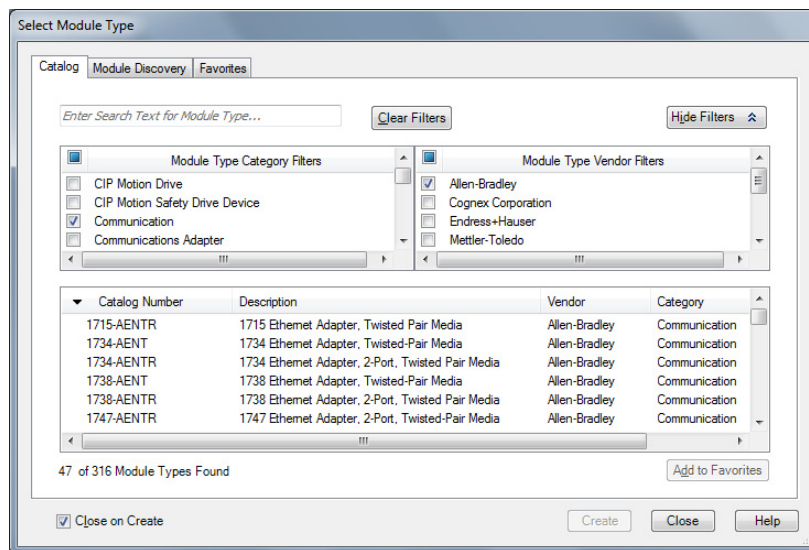 Select Module Type
Catalog Module Discovery Favorites
Enter Search Text for Module Type... Clear Filters Hide Filters
Module Type Category Filters Module Type Vendor Filters
CIP Motion Drive Allen-Bradley
CIP Motion Safety Drive Device Cognex Corporation
Communication Endress+Hauser
Communications Adapter Mettler-Toledo
Catalog Number Description Vendor Category
1715-AENTR 1715 Ethernet Adapter, Twisted Pair Media Allen-Bradley Communication
1734-AENT 1734 Ethernet Adapter, Twisted-Pair Media Allen-Bradley Communication
1734-AENTR 1734 Ethernet Adapter, 2-Port, Twisted-Pair Media Allen-Bradley Communication
1738-AENT 1738 Ethernet Adapter, Twisted-Pair Media Allen-Bradley Communication
1738-AENTR 1738 Ethernet Adapter, 2-Port, Twisted-Pair Media Allen-Bradley Communication
1747-AENTR 1747 Ethernet Adapter, 2-Port, Twisted-Pair Media Allen-Bradley Communication
47 of 316 Module Types Found Add to Favorites
Close on Create Create Close Help